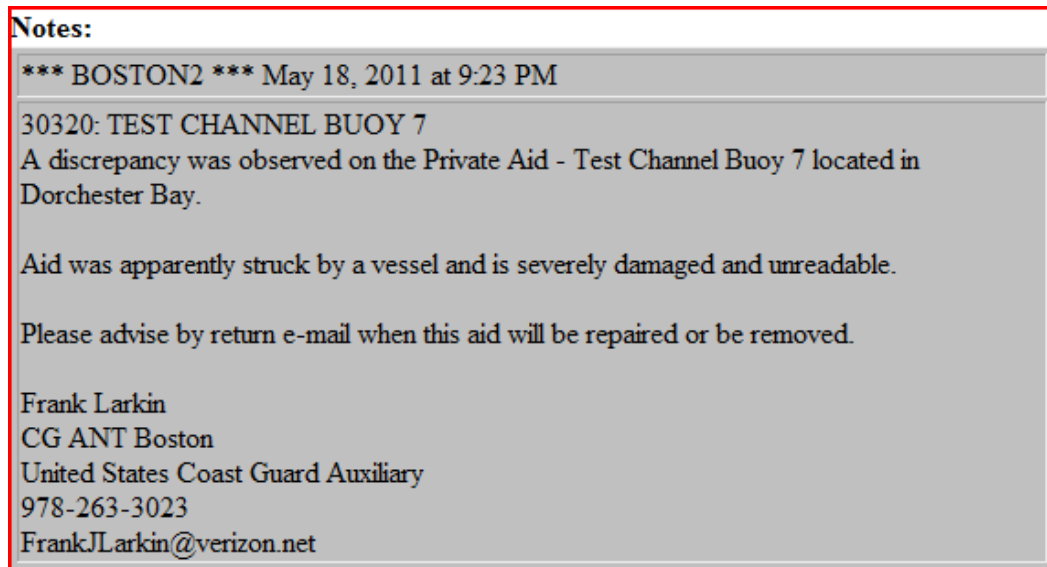 Notes:
*** BOSTON2 *** May 18, 2011 at 9:23 PM
30320: TEST CHANNEL BUOY 7
A discrepancy was observed on the Private Aid - Test Channel Buoy 7 located in
Dorchester Bay.
Aid was apparently struck by a vessel and is severely damaged and unreadable.
Please advise by return e-mail when this aid will be repaired or be removed.
Frank Larkin
CG ANT Boston
United States Coast Guard Auxiliary
978-263-3023
FrankJLarkin@verizon.net